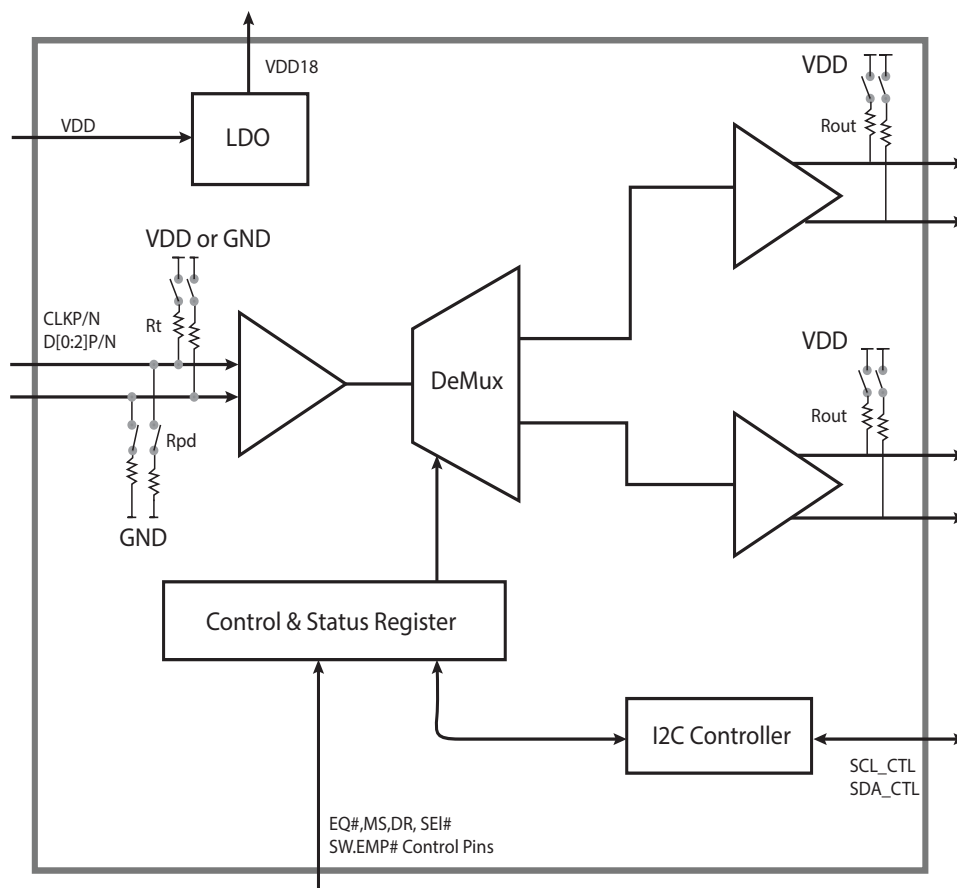 VDD18
VDD
LDO
VDD
Rout
VDD or GND
CLKP/N
D[0:2]P/N
Rt
DeMux
VDD
Rout
Rpd
GND
Control & Status Register
I2C Controller
SCL_CTL
SDA_CTL
EQ#,MS,DR, SEl#
SW.EMP# Control Pins